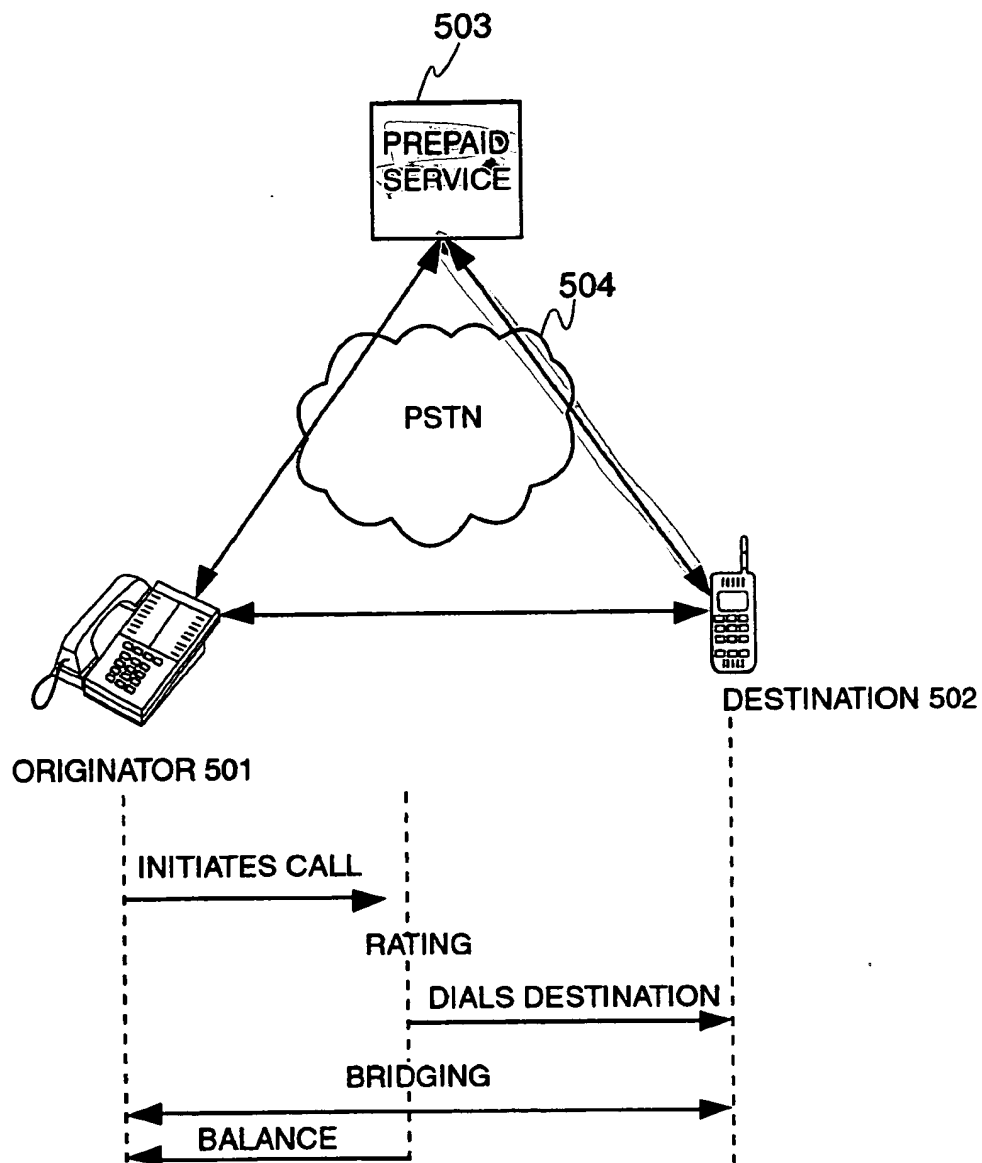 503
PREPAID
SERVICE
504
PSTN
DESTINATION 502
ORIGINATOR 501
INITIATES CALL
RATING
DIALS DESTINATION
BRIDGING
BALANCE